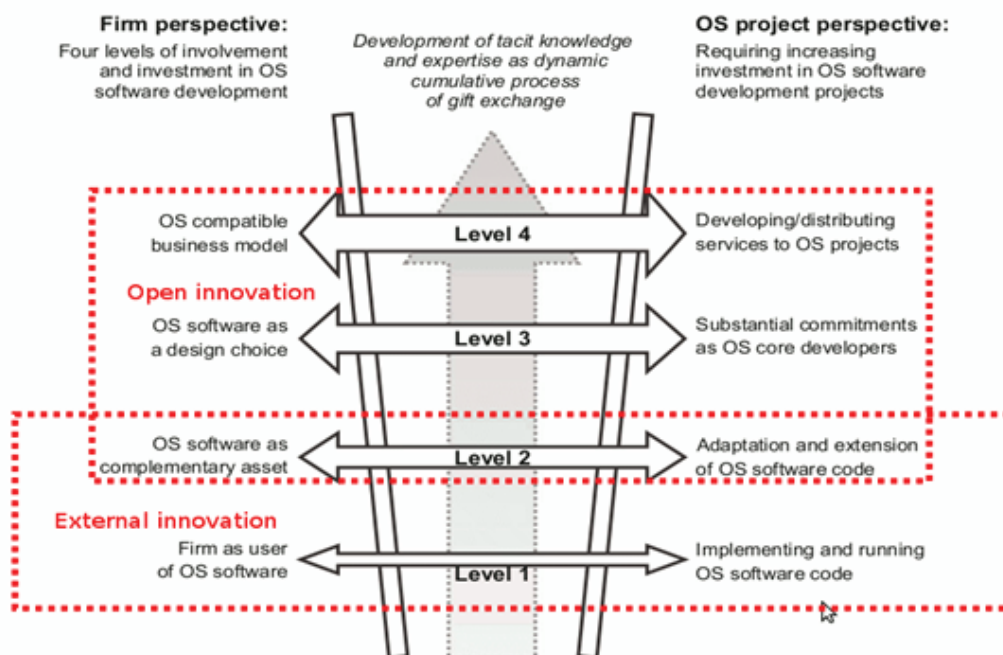 Firm perspective:
Four levels of involvement
and investment in OS
software development
Development of tacit knowledge
and expertise as dynamic
cumulative process
of gift exchange
OS project perspective:
Requiring increasing
investment in OS software
development projects
OS compatible
business model
Level 4
Developing/distributing
services to OS projects
Open innovation
OS software as
a design choice
Level 3
Substantial commitments
as OS core developers
OS software as
complementary asset
Level 2
Adaptation and extension
of OS software code
External innovation
Firm as user
of OS software
Level 1
Implementing and running
OS software code